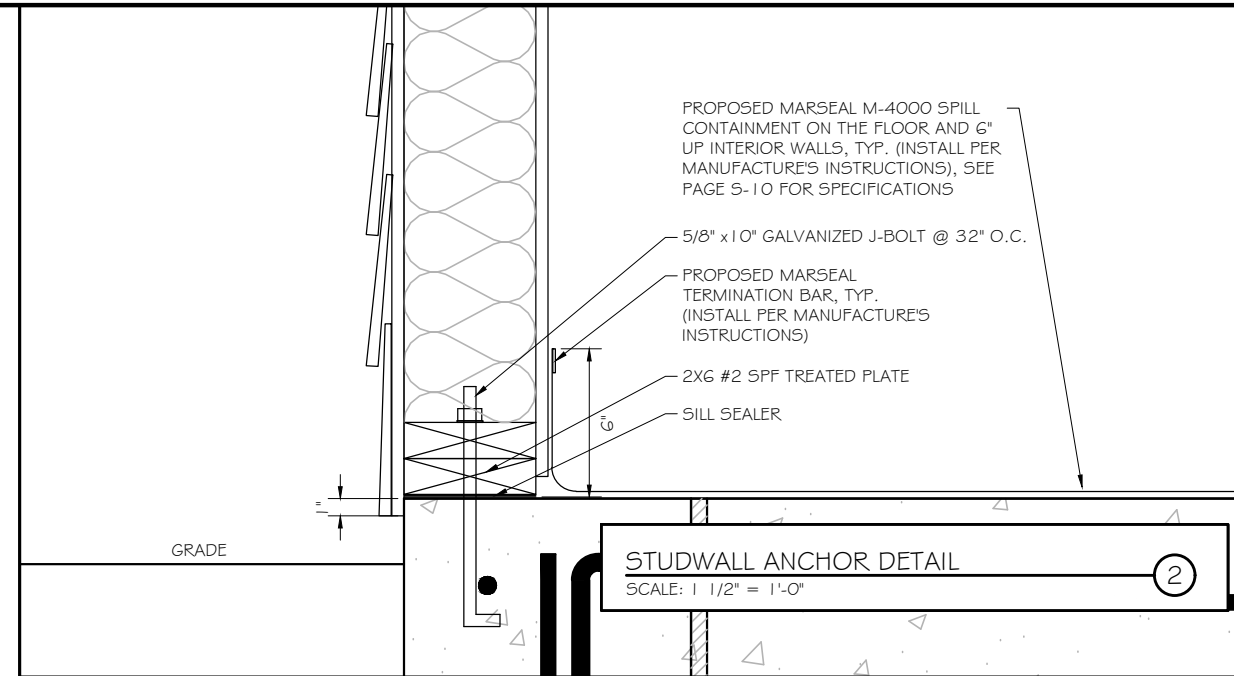 PROPOSED MARSEAL M-4000 SPILL
CONTAINMENT ON THE FLOOR AND 6"
UP INTERIOR WALLS, TYP. (INSTALL PER
MANUFACTURE'S INSTRUCTIONS), SEE
PAGE S-10 FOR SPECIFICATIONS
5/8" x10" GALVANIZED J-BOLT @ 32" O.C.
PROPOSED MARSEAL
TERMINATION BAR, TYP.
(INSTALL PER MANUFACTURE'S
INSTRUCTIONS)
2X6 #2 SPF TREATED PLATE
SILL SEALER
6"
1"
GRADE
STUDWALL ANCHOR DETAIL
SCALE: 1 1/2" = 1'-0"
2